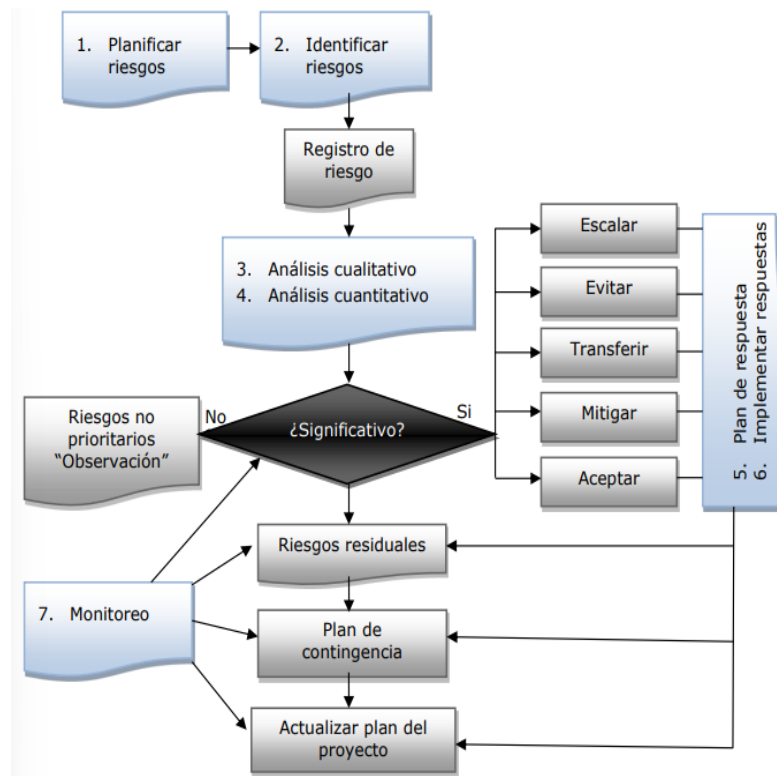 1. Planificar
riesgos
2. Identificar
riesgos
Registro de
riesgo
3. Análisis cualitativo
4. Análisis cuantitativo
¿Significativo?
No
Si
Riesgos no
prioritarios
“Observación”
Escalar
Evitar
Transferir
Mitigar
Aceptar
5. Plan de respuesta
6. Implementar respuestas
Riesgos residuales
7. Monitoreo
Plan de
contingencia
Actualizar plan del
proyecto